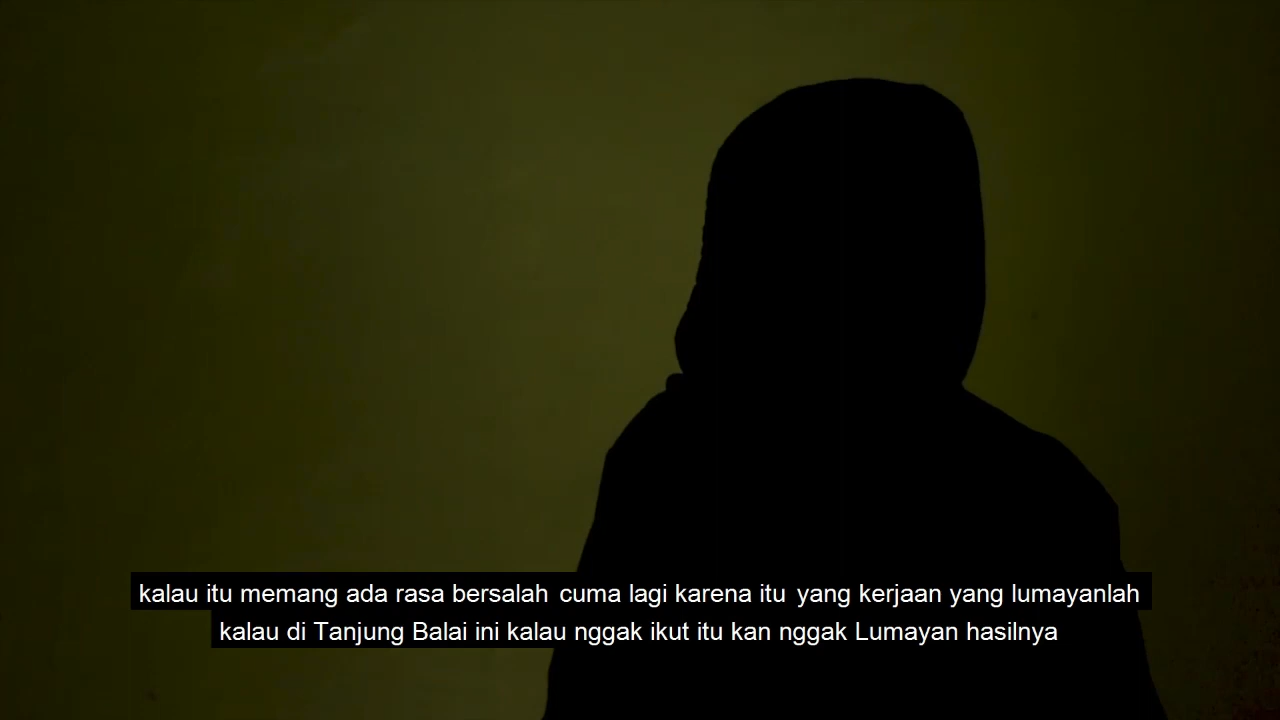 kalau itu memang ada rasa bersalah cuma lagi karena itu yang kerjaan yang lumayanlah
kalau di Tanjung Balai ini kalau nggak ikut itu kan nggak Lumayan hasilnya